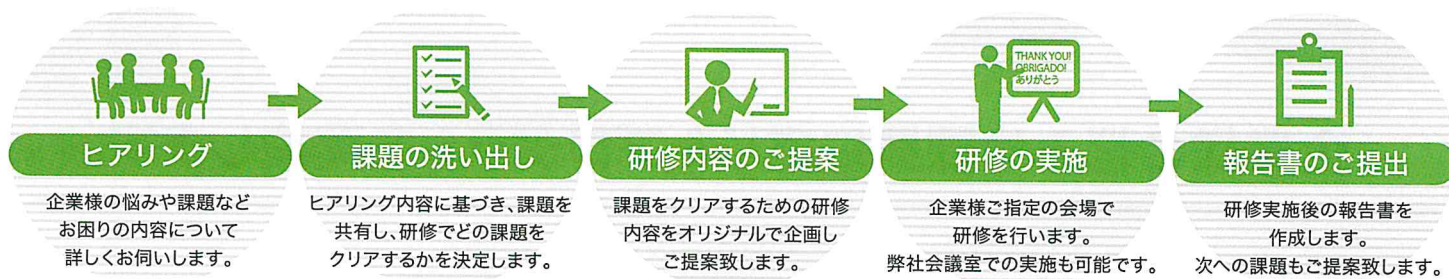 ヒアリング
企業様の悩みや課題など
お困りの内容について
詳しくお伺いします。
課題の洗い出し
ヒアリング内容に基づき、課題を
共有し、研修でどの課題を
クリアするかを決定します。
研修内容のご提案
課題をクリアするための研修
内容をオリジナルで企画し
ご提案致します。
THANK YOU!
OBRIGADO!
ありがとう
研修の実施
企業様ご指定の会場で
研修を行います。
弊社会議室での実施も可能です。
報告書のご提出
研修実施後の報告書を
作成します。
次への課題もご提案致します。